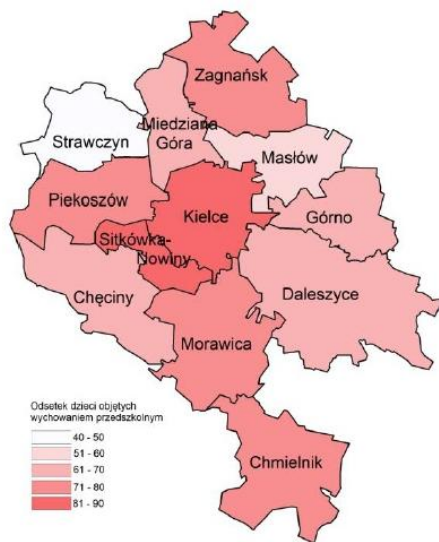 Zagnańsk
Miedziana
Góra
Strawczyn
Masłów
Piekoszów
Kielce
Górno
Sitkówka-
Nowiny
Chęciny
Daleszyce
Morawica
Chmielnik
Odsetek dzieci objętych
wychowaniem przedszkolnym
40 - 50
51 - 60
61 - 70
71 - 80
81 - 90